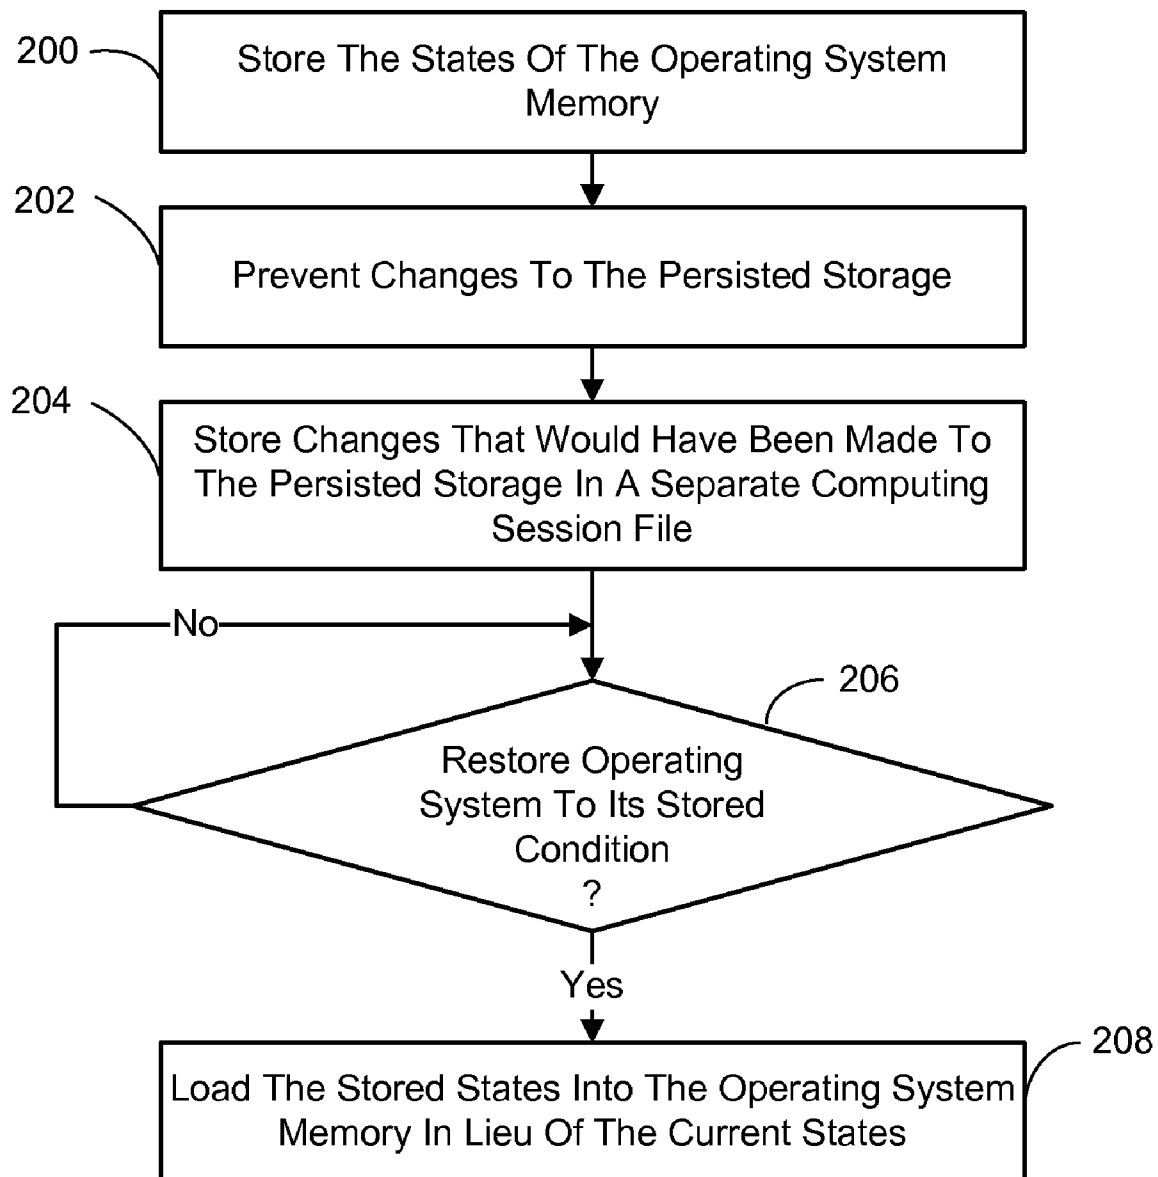 200
Store The States Of The Operating System
Memory
202
Prevent Changes To The Persisted Storage
204
Store Changes That Would Have Been Made To
The Persisted Storage In A Separate Computing
Session File
No
206
Restore Operating
System To Its Stored
Condition
?
Yes
208
Load The Stored States Into The Operating System
Memory In Lieu Of The Current States